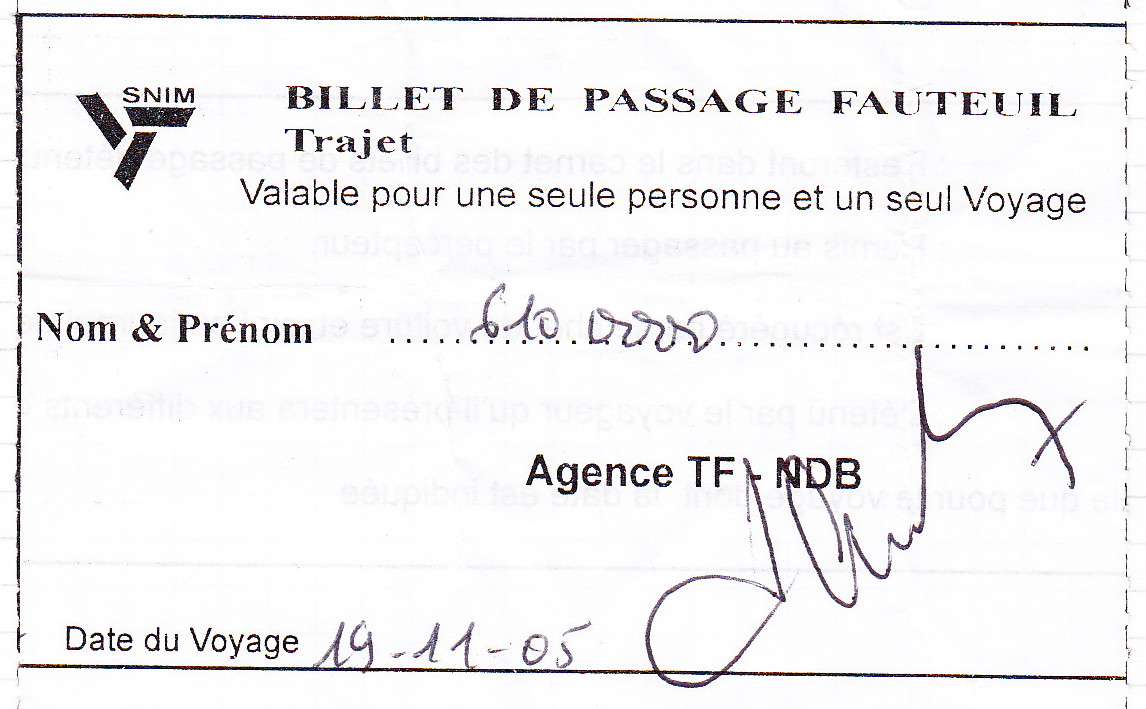 SNIM
BILLET DE PASSAGE FAUTEUIL
Trajet
Valable pour une seule personne et un seul Voyage
Nom & Prénom
Agence TF - NDB
Date du Voyage 19-11-05